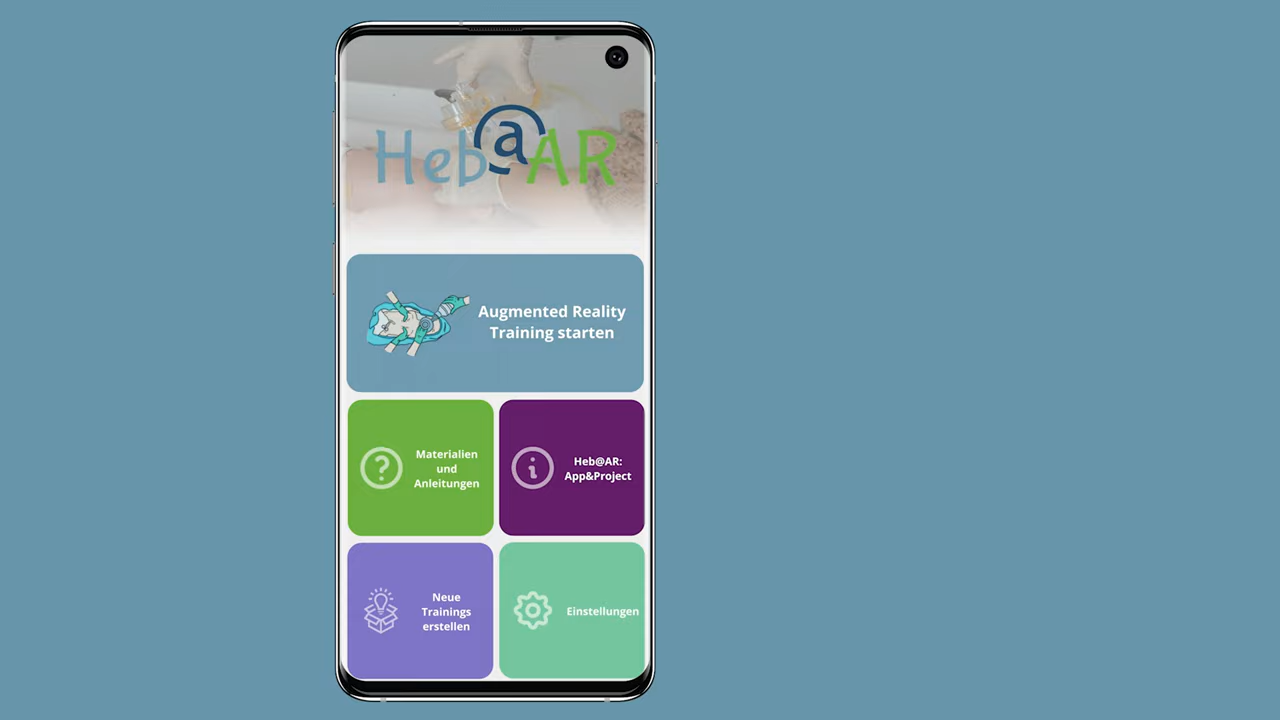 Heb@AR
Augmented Reality
Training starten
Materialien
und
Anleitungen
Heb@AR:
App&Project
Neue
Trainings
erstellen
Einstellungen